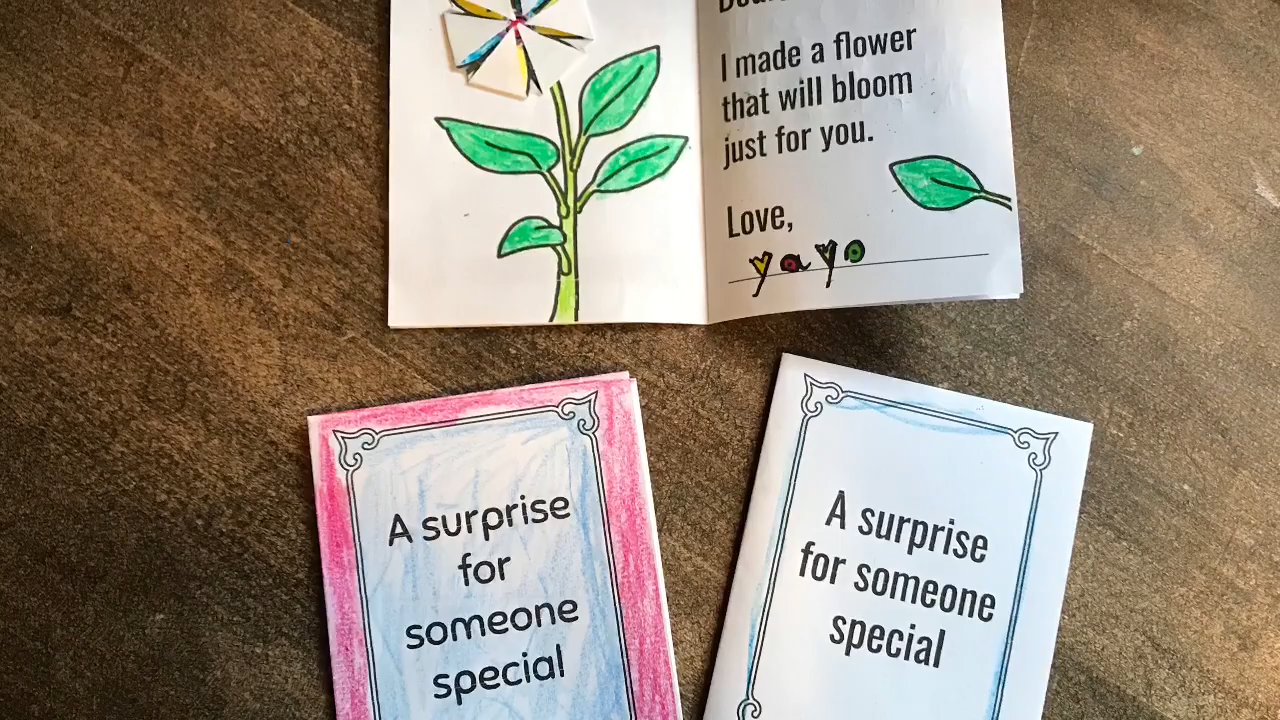 I made a flower
that will bloom
just for you.
Love,
yayo
A surprise
for
someone
special
A surprise
for someone
special